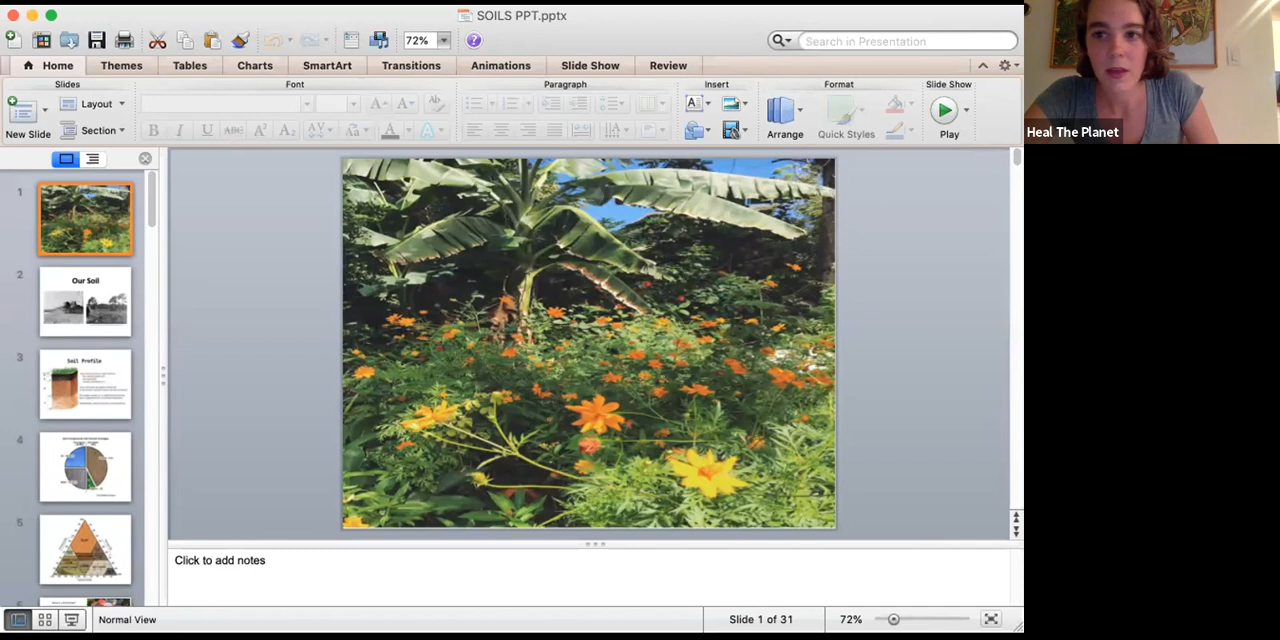 SOILS PPT.pptx
72%
Search in Presentation
Home Themes Tables Charts SmartArt Transitions Animations Slide Show Review
Slides Font Paragraph Insert Format Slide Show
Layout
Section
New Slide
Arrange Quick Styles Play
Heal The Planet
1
2
Our Soil
3
Soil Profile
4
5
Click to add notes
Normal View
Slide 1 of 31
72%